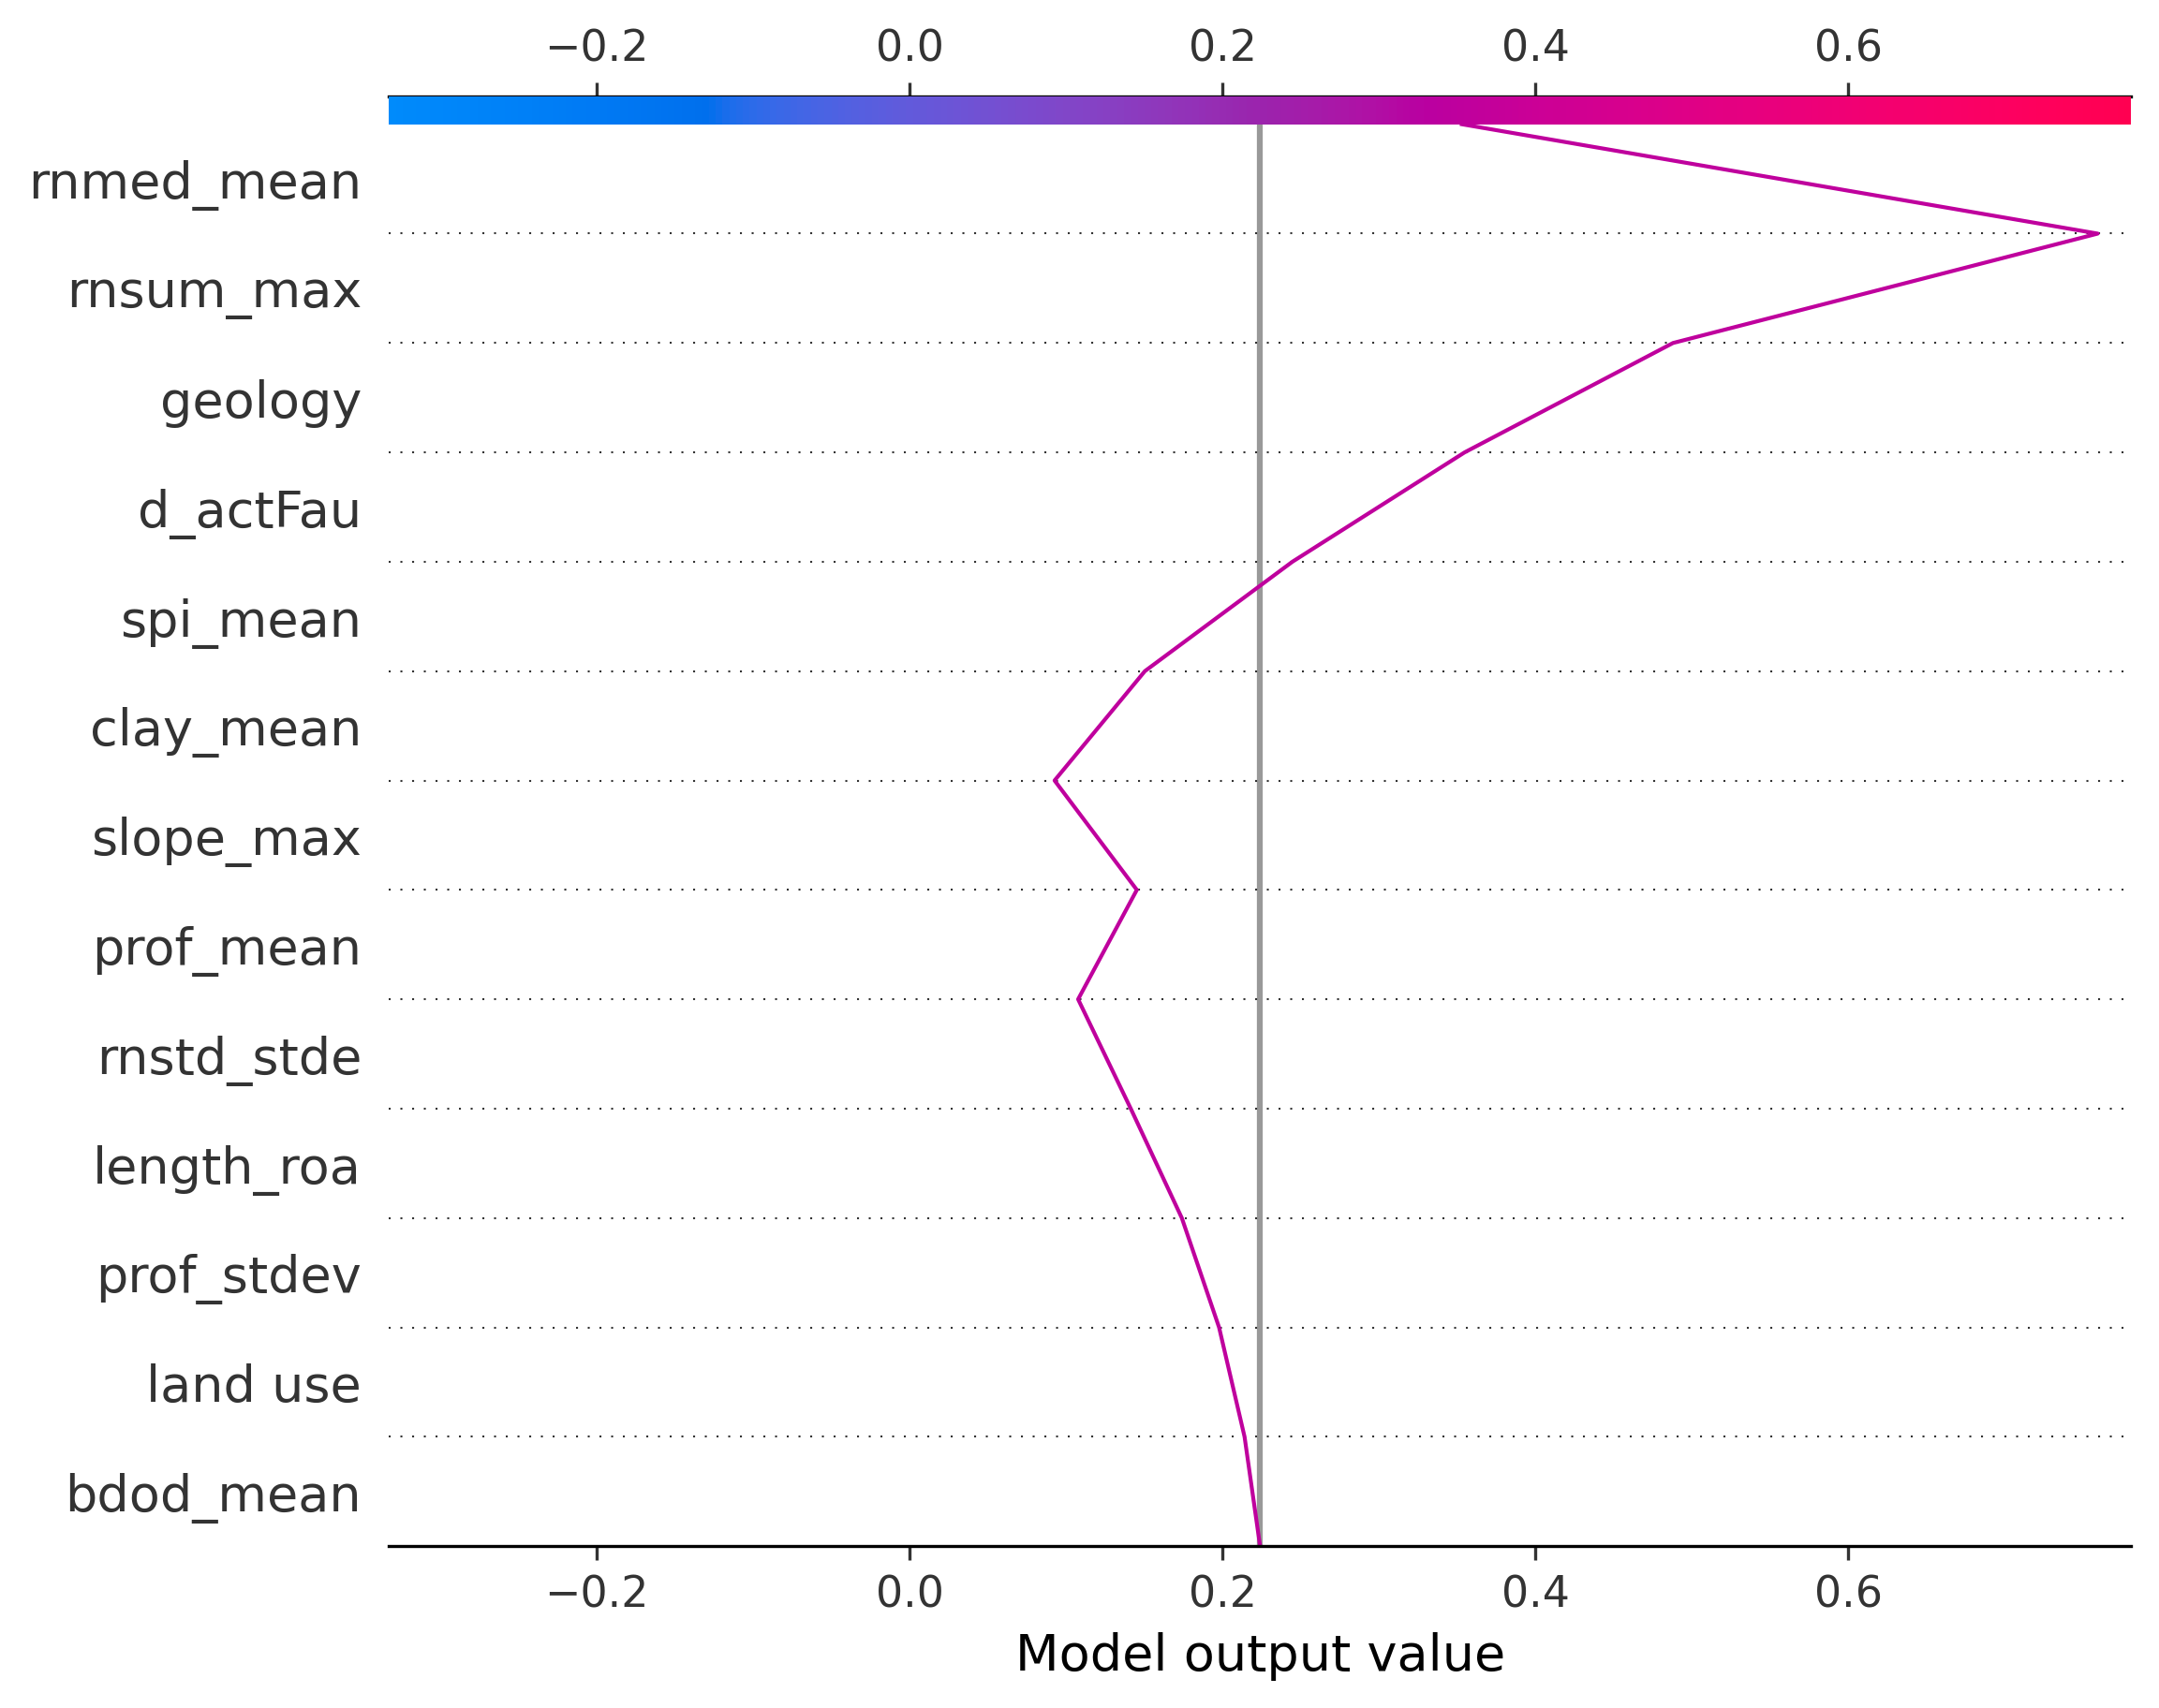 −0.2 0.0 0.2 0.4 0.6
rnmed_mean
rnsum_max
geology
d_actFau
spi_mean
clay_mean
slope_max
prof_mean
rnstd_stde
length_roa
prof_stdev
land use
bdod_mean
−0.2 0.0 0.2 0.4 0.6
Model output value